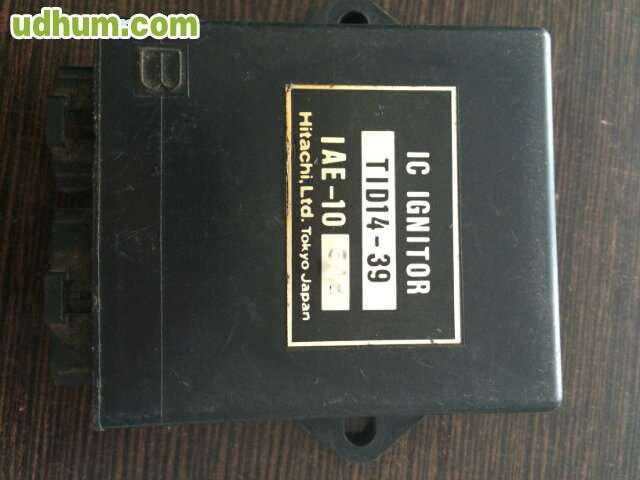 udhum.com
B
IC IGNITOR
TID14-39
IAE-10
Hitachi, Ltd. Tokyo Japan